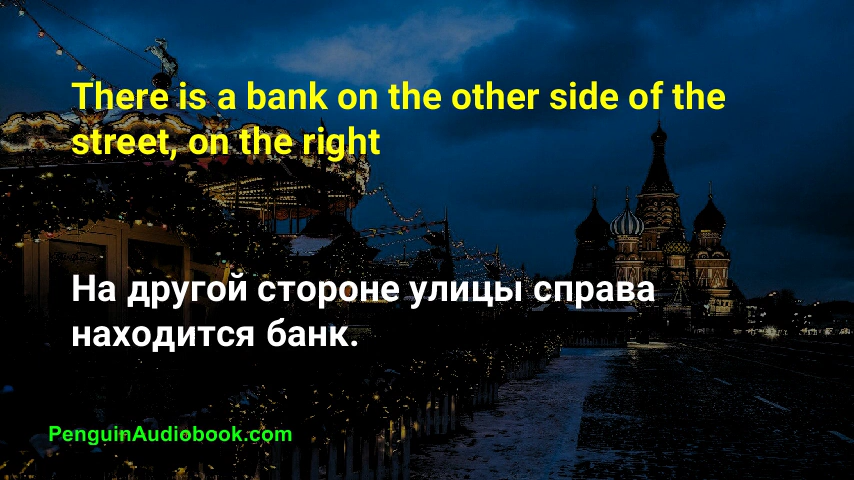 There is a bank on the other side of the
street, on the right
На другой стороне улицы справа
находится банк.
PenguinAudiobook.com